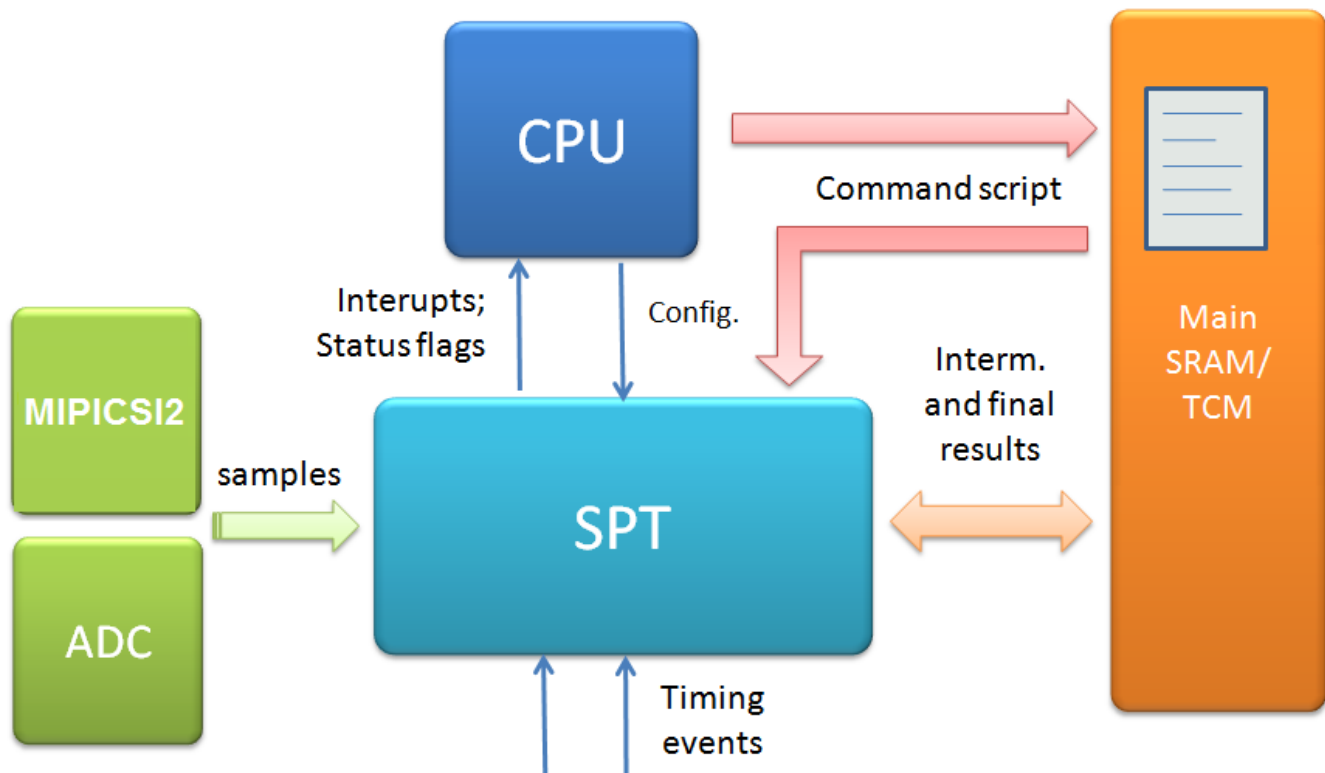 CPU
Command script
Interupts;
Status flags
Config.
Main
SRAM/
TCM
MIPICSI2
samples
Interm.
and final
results
SPT
ADC
Timing
events